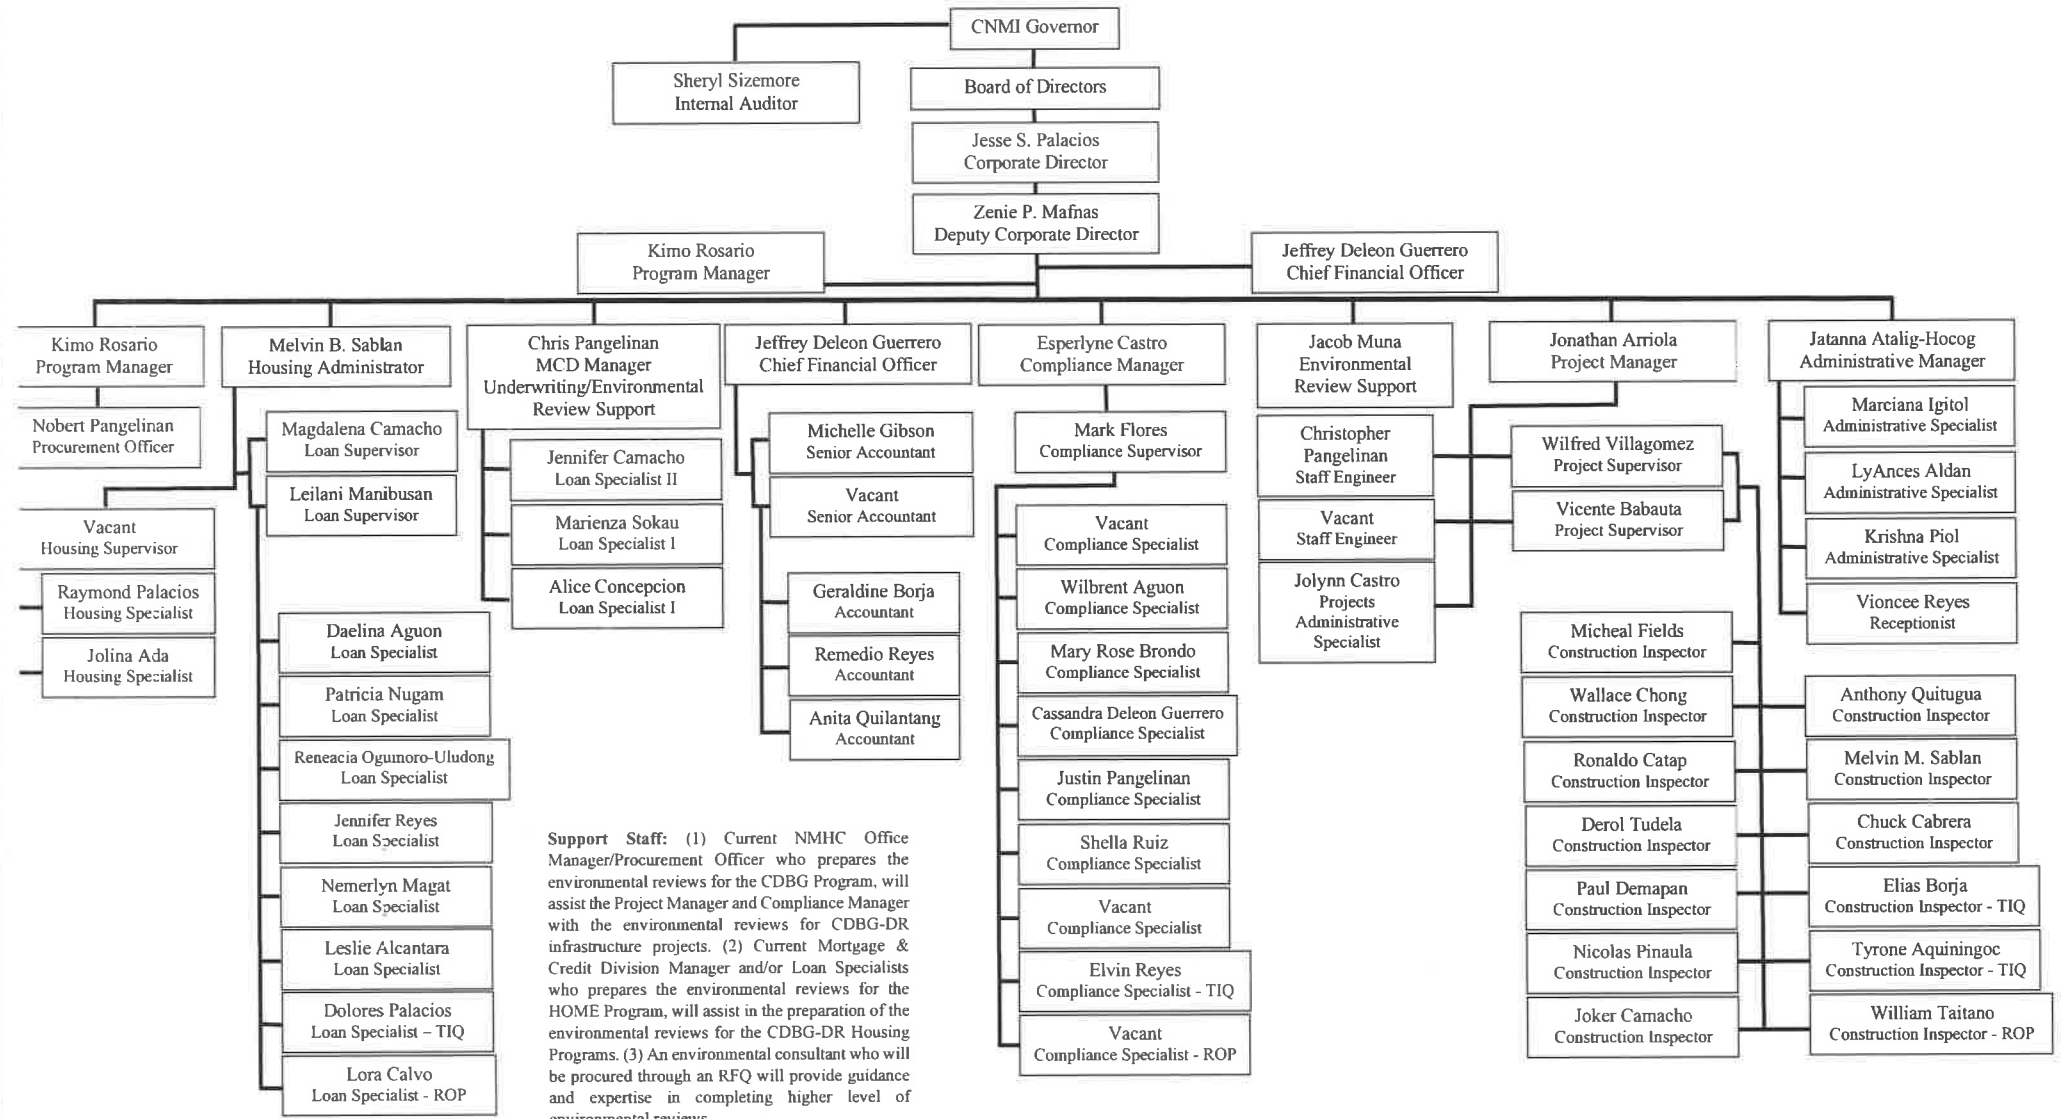 CNMI Governor
Sheryl Sizemore
Internal Auditor
Board of Directors
Jesse S. Palacios
Corporate Director
Zenie P. Mafnas
Deputy Corporate Director
Kimo Rosario
Program Manager
Jeffrey Deleon Guerrero
Chief Financial Officer
Kimo Rosario
Program Manager
Nobert Pangelinan
Procurement Officer
Melvin B. Sablan
Housing Administrator
Vacant
Housing Supervisor
Raymond Palacios
Housing Specialist
Jolina Ada
Housing Specialist
Magdalena Camacho
Loan Supervisor
Leilani Manibusan
Loan Supervisor
Daelina Aguon
Loan Specialist
Patricia Nugam
Loan Specialist
Reneacia Ogumoro-Uludong
Loan Specialist
Jennifer Reyes
Loan Specialist
Nemerlyn Magat
Loan Specialist
Leslie Alcantara
Loan Specialist
Dolores Palacios
Loan Specialist – TIQ
Lora Calvo
Loan Specialist - ROP
Chris Pangelinan
MCD Manager
Underwriting/Environmental
Review Support
Jennifer Camacho
Loan Specialist II
Marienza Sokau
Loan Specialist I
Alice Concepcion
Loan Specialist I
Jeffrey Deleon Guerrero
Chief Financial Officer
Michelle Gibson
Senior Accountant
Vacant
Senior Accountant
Geraldine Borja
Accountant
Remedio Reyes
Accountant
Anita Quilantang
Accountant
Support Staff: (1) Current NMHC Office
Manager/Procurement Officer who prepares the
environmental reviews for the CDBG Program, will
assist the Project Manager and Compliance Manager
with the environmental reviews for CDBG-DR
infrastructure projects. (2) Current Mortgage &
Credit Division Manager and/or Loan Specialists
who prepares the environmental reviews for the
HOME Program, will assist in the preparation of the
environmental reviews for the CDBG-DR Housing
Programs. (3) An environmental consultant who will
be procured through an RFQ will provide guidance
and expertise in completing higher level of
environmental reviews
Esperlyne Castro
Compliance Manager
Mark Flores
Compliance Supervisor
Vacant
Compliance Specialist
Wilbrent Aguon
Compliance Specialist
Mary Rose Brondo
Compliance Specialist
Cassandra Deleon Guerrero
Compliance Specialist
Justin Pangelinan
Compliance Specialist
Shella Ruiz
Compliance Specialist
Vacant
Compliance Specialist
Elvin Reyes
Compliance Specialist - TIQ
Vacant
Compliance Specialist - ROP
Jacob Muna
Environmental
Review Support
Christopher
Pangelinan
Staff Engineer
Vacant
Staff Engineer
Jolynn Castro
Projects
Administrative
Specialist
Jonathan Arriola
Project Manager
Wilfred Villagomez
Project Supervisor
Vicente Babauta
Project Supervisor
Micheal Fields
Construction Inspector
Wallace Chong
Construction Inspector
Ronaldo Catap
Construction Inspector
Derol Tudela
Construction Inspector
Paul Demapan
Construction Inspector
Nicolas Pinaula
Construction Inspector
Joker Camacho
Construction Inspector
Anthony Quitugua
Construction Inspector
Melvin M. Sablan
Construction Inspector
Chuck Cabrera
Construction Inspector
Elias Borja
Construction Inspector - TIQ
Tyrone Aquiningoc
Construction Inspector - TIQ
William Taitano
Construction Inspector - ROP
Jatanna Atalig-Hocog
Administrative Manager
Marciana Igitol
Administrative Specialist
LyAnces Aldan
Administrative Specialist
Krishna Piol
Administrative Specialist
Vioncee Reyes
Receptionist